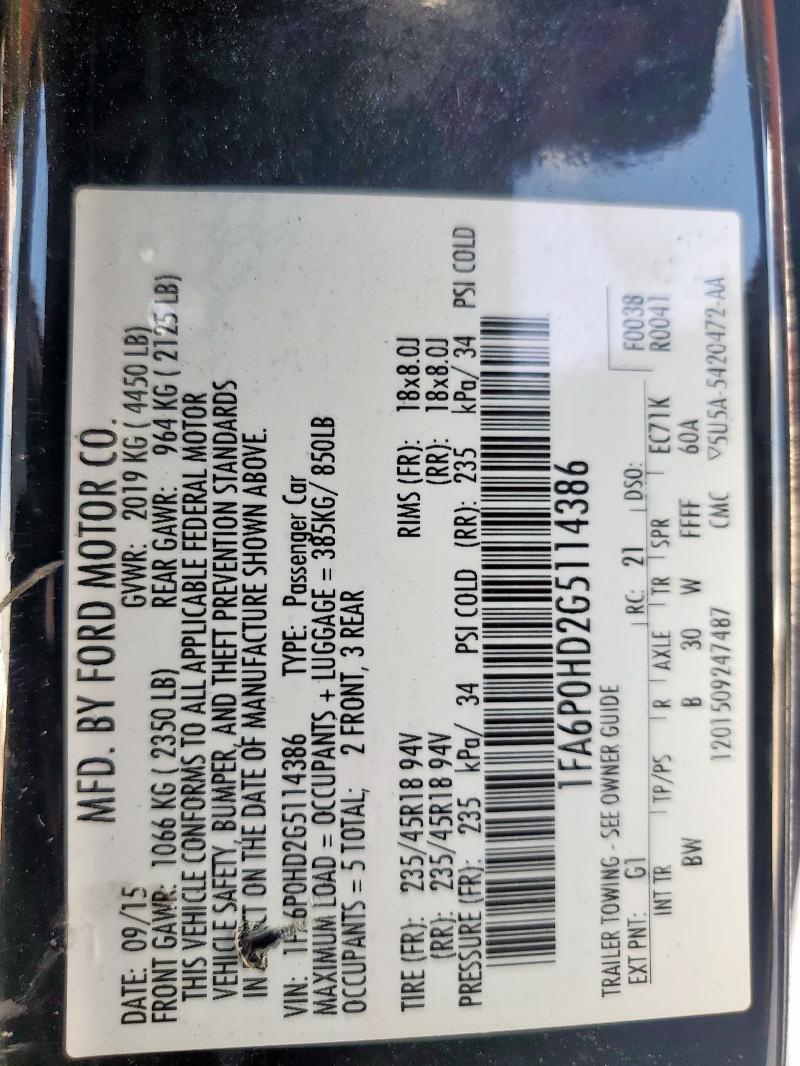 MFD. BY FORD MOTOR CO.
DATE: 09/15 GVWR: 2019 KG ( 4450 LB)
FRONT GAWR: 1066 KG ( 2350 LB) REAR GAWR: 964 KG ( 2125 LB)
THIS VEHICLE CONFORMS TO ALL APPLICABLE FEDERAL MOTOR
VEHICLE SAFETY, BUMPER, AND THEFT PREVENTION STANDARDS
IN ON THE DATE OF MANUFACTURE SHOWN ABOVE.
VIN: 1FA6P0HD2G5114386 TYPE: Passenger Car
MAXIMUM LOAD = OCCUPANTS + LUGGAGE = 385KG/ 850LB
OCCUPANTS = 5 TOTAL, 2 FRONT, 3 REAR
TIRE (FR): 235/45R18 94V RIMS (FR): 18x8.0J
(RR): 235/45R18 94V (RR): 18x8.0J
PRESSURE (FR): 235 kPa/ 34 PSI COLD (RR): 235 kPa/ 34 PSI COLD
1FA6P0HD2G5114386
TRAILER TOWING - SEE OWNER GUIDE
EXT PNT: G1 RC: 21 DSO: F0038
R0041
INT TR TP/PS R AXLE TR SPR EC71K
BW B 30 W FFFF 60A
1201509247487 CMC ▽5U5A-5420472-AA